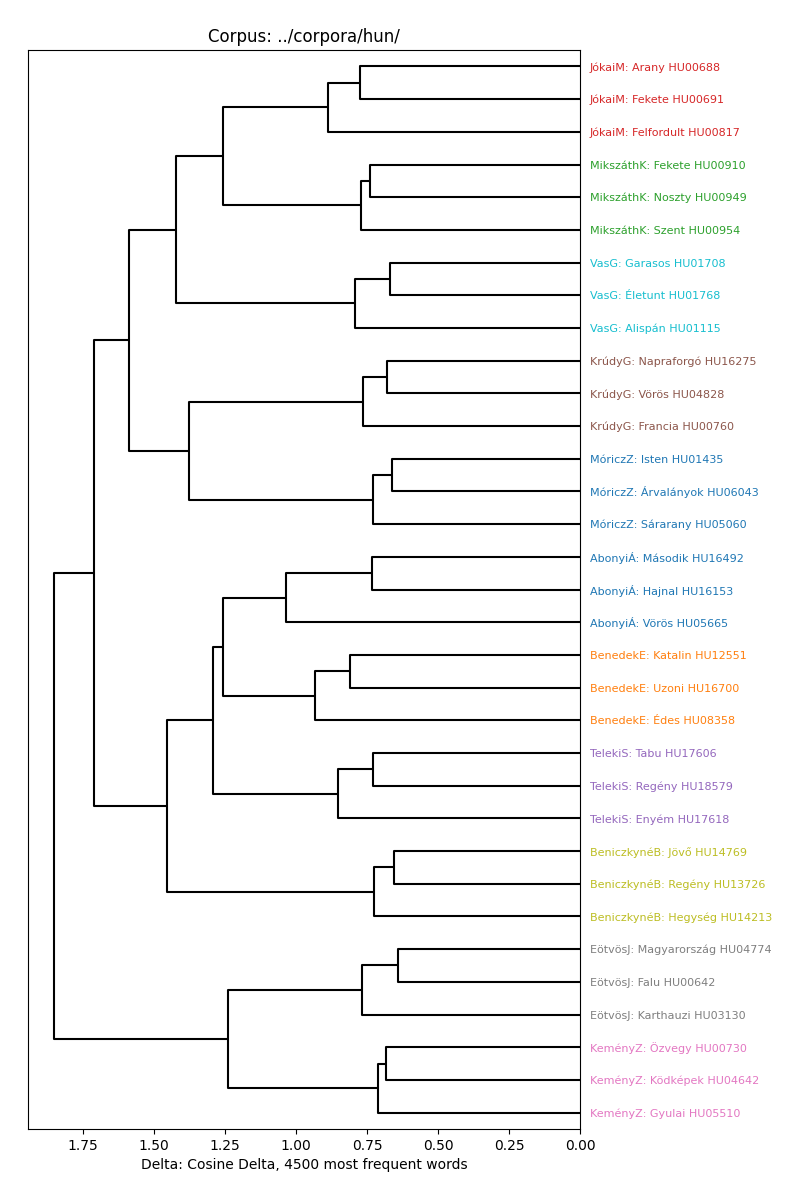 Corpus: ../corpora/hun/
JókaiM: Arany HU00688
JókaiM: Fekete HU00691
JókaiM: Felfordult HU00817
MikszáthK: Fekete HU00910
MikszáthK: Noszty HU00949
MikszáthK: Szent HU00954
VasG: Garasos HU01708
VasG: Életunt HU01768
VasG: Alispán HU01115
KrúdyG: Napraforgó HU16275
KrúdyG: Vörös HU04828
KrúdyG: Francia HU00760
MóriczZ: Isten HU01435
MóriczZ: Árvalányok HU06043
MóriczZ: Sárarany HU05060
AbonyiÁ: Második HU16492
AbonyiÁ: Hajnal HU16153
AbonyiÁ: Vörös HU05665
BenedekE: Katalin HU12551
BenedekE: Uzoni HU16700
BenedekE: Édes HU08358
TelekiS: Tabu HU17606
TelekiS: Regény HU18579
TelekiS: Enyém HU17618
BeniczkynéB: Jövő HU14769
BeniczkynéB: Regény HU13726
BeniczkynéB: Hegység HU14213
EötvösJ: Magyarország HU04774
EötvösJ: Falu HU00642
EötvösJ: Karthauzi HU03130
KeményZ: Özvegy HU00730
KeményZ: Ködképek HU04642
KeményZ: Gyulai HU05510
1.75 1.50 1.25 1.00 0.75 0.50 0.25 0.00
Delta: Cosine Delta, 4500 most frequent words